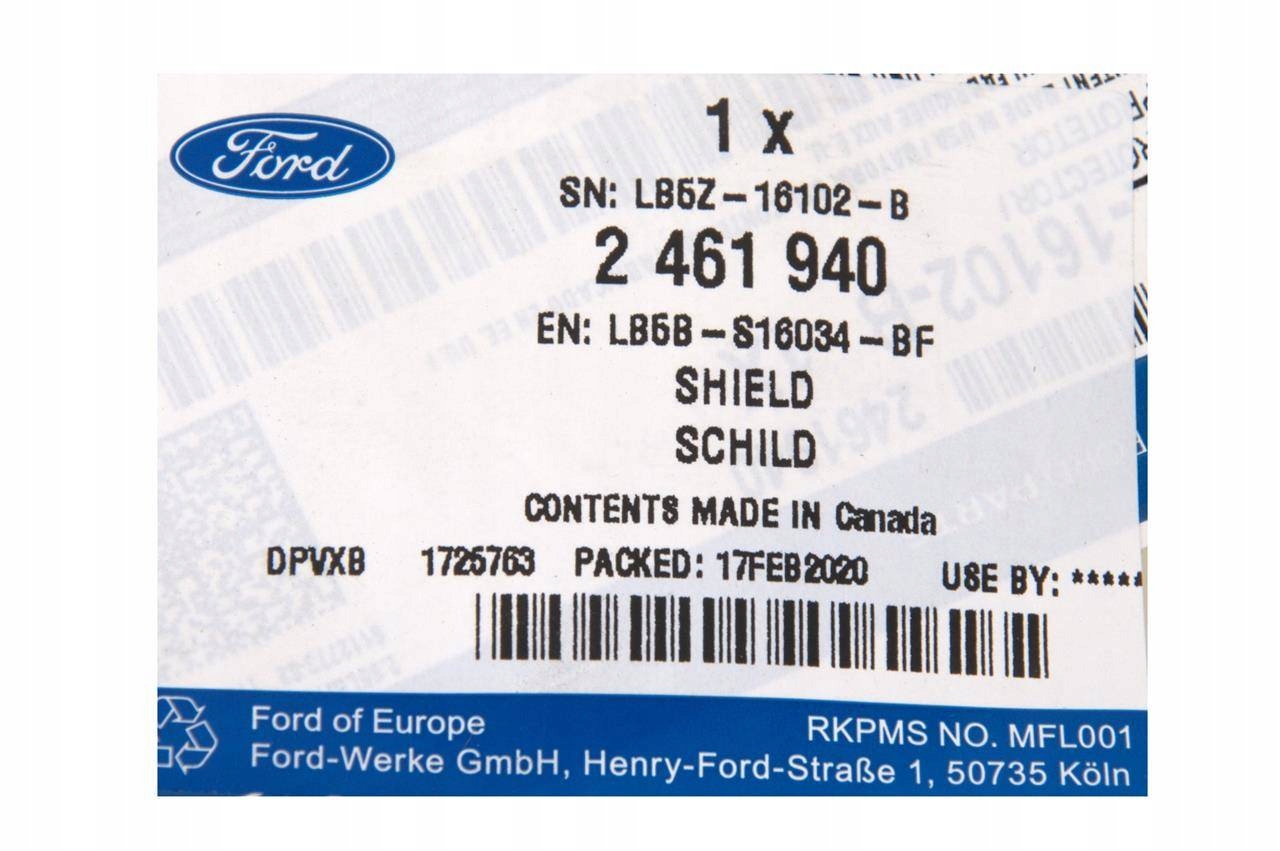 Ford
1 x
SN: LB5Z-16102-B
2 461 940
EN: LB5B-S16034-BF
SHIELD
SCHILD
CONTENTS MADE IN Canada
DPVXB 1725763 PACKED: 17FEB2020 USE BY: *****
Ford of Europe
RKPMS NO. MFL001
Ford-Werke GmbH, Henry-Ford-Straße 1, 50735 Köln